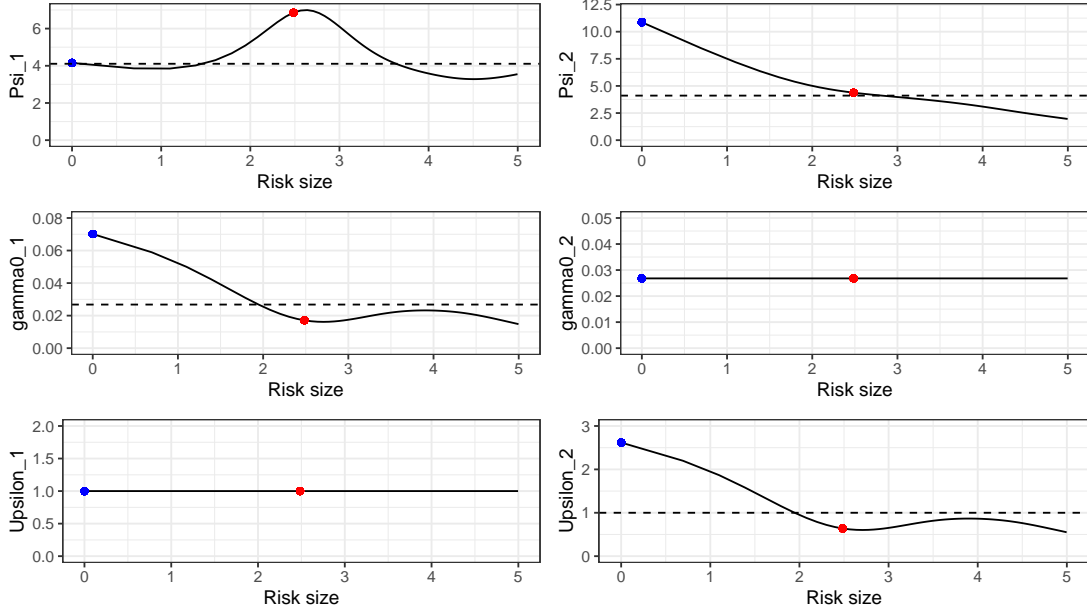 Psi_1
6
4
2
0
0 1 2 3 4 5
Risk size
Psi_2
12.5
10.0
7.5
5.0
2.5
0.0
0 1 2 3 4 5
Risk size
gamma0_1
0.08
0.06
0.04
0.02
0.00
0 1 2 3 4 5
Risk size
gamma0_2
0.05
0.04
0.03
0.02
0.01
0.00
0 1 2 3 4 5
Risk size
Upsilon_1
2.0
1.5
1.0
0.5
0.0
0 1 2 3 4 5
Risk size
Upsilon_2
3
2
1
0
0 1 2 3 4 5
Risk size